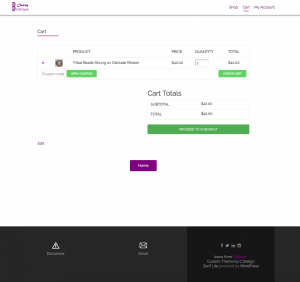 Shop Cart My Account
Cart
PRODUCT PRICE QUANTITY TOTAL
× Tribal Beads Strung on Delicate Ribbon $42.00 1 $42.00
Coupon code APPLY COUPON UPDATE CART
Cart Totals
SUBTOTAL $42.00
TOTAL $42.00
PROCEED TO CHECKOUT
Edit
Home
Disclaimer
Email
Custom Theme by C.Design
Zerif Lite powered by WordPress